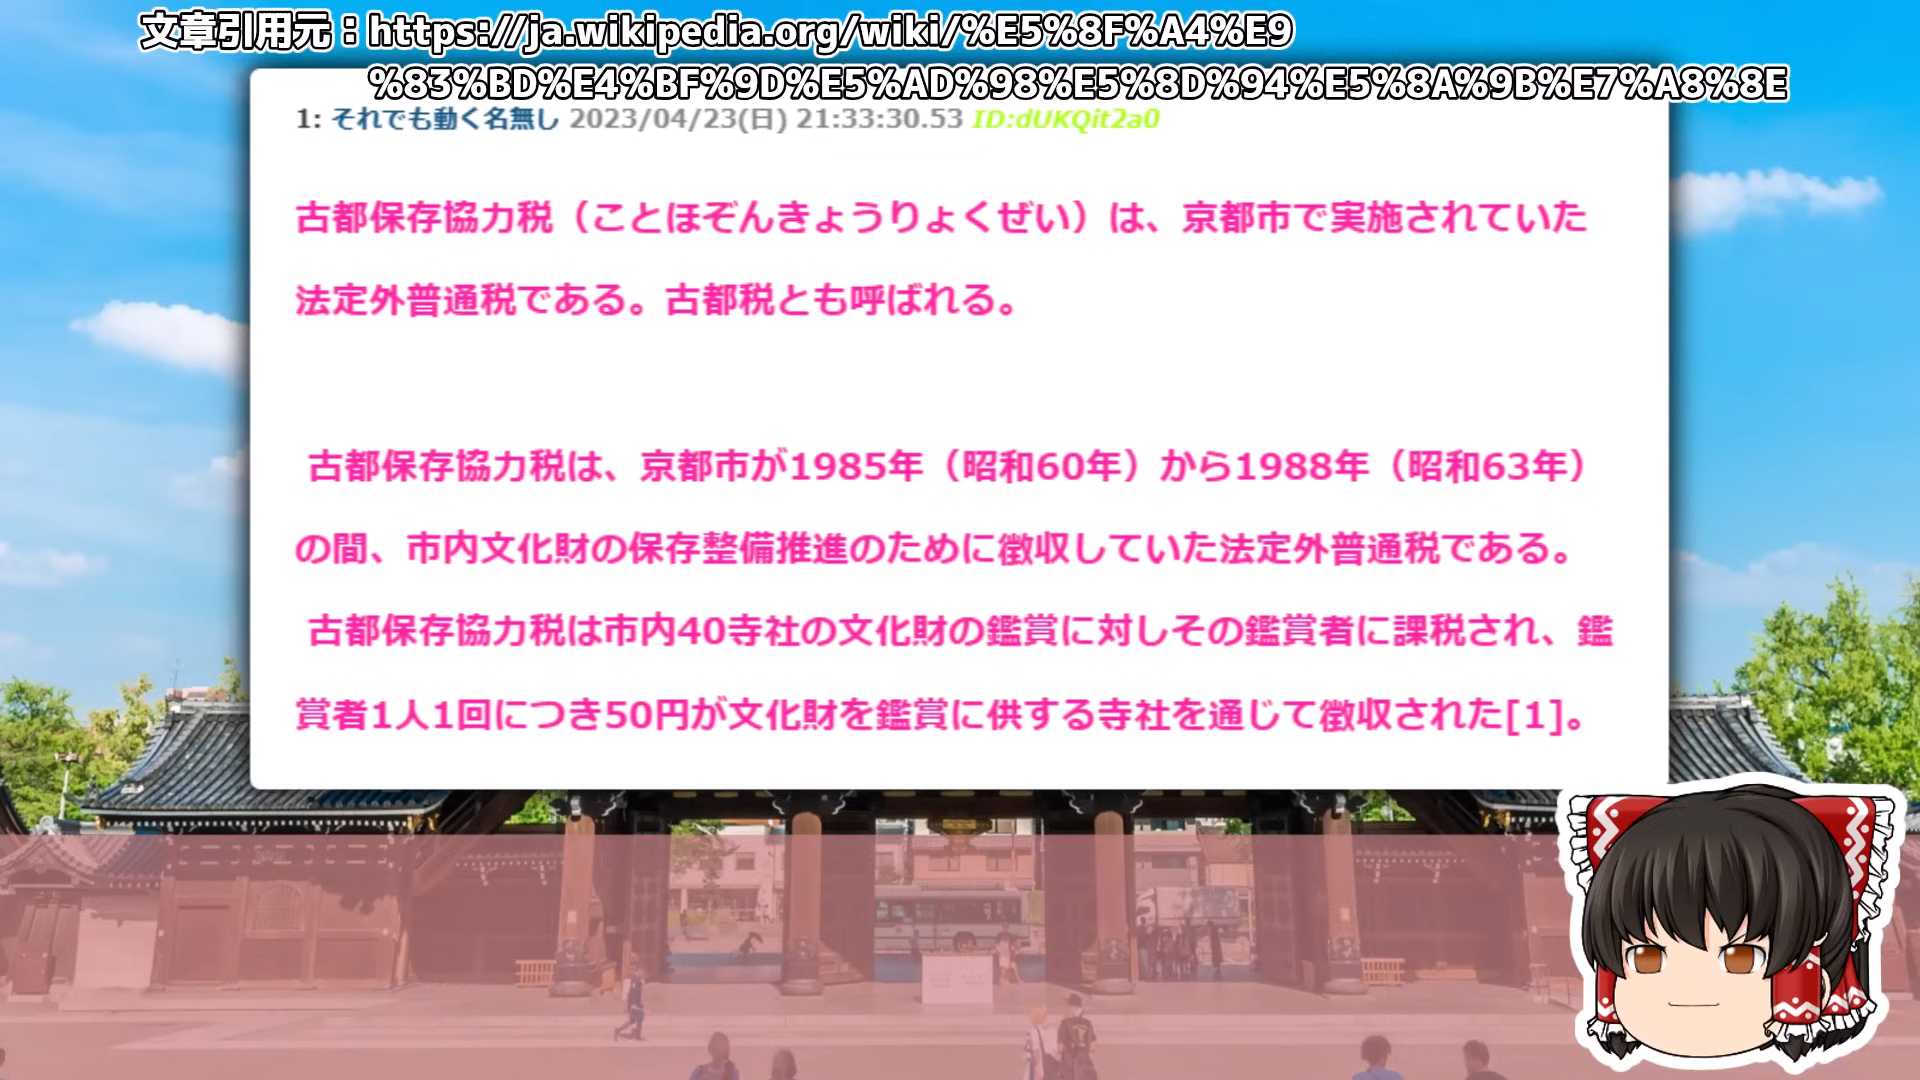 文章引用元：https://ja.wikipedia.org/wiki/%E5%8F%A4%E9
%83%BD%E4%BF%9D%E5%AD%98%E5%8D%94%E5%8A%9B%E7%A8%8E
1: それでも動く名無し 2023/04/23(日) 21:33:30.53 ID:dUKQit2a0
古都保存協力税（ことほぞんきょうりょくぜい）は、京都市で実施されていた
法定外普通税である。古都税とも呼ばれる。
古都保存協力税は、京都市が1985年（昭和60年）から1988年（昭和63年）
の間、市内文化財の保存整備推進のために徴収していた法定外普通税である。
古都保存協力税は市内40寺社の文化財の鑑賞に対しその鑑賞者に課税され、鑑
賞者1人1回につき50円が文化財を鑑賞に供する寺社を通じて徴収された[1]。